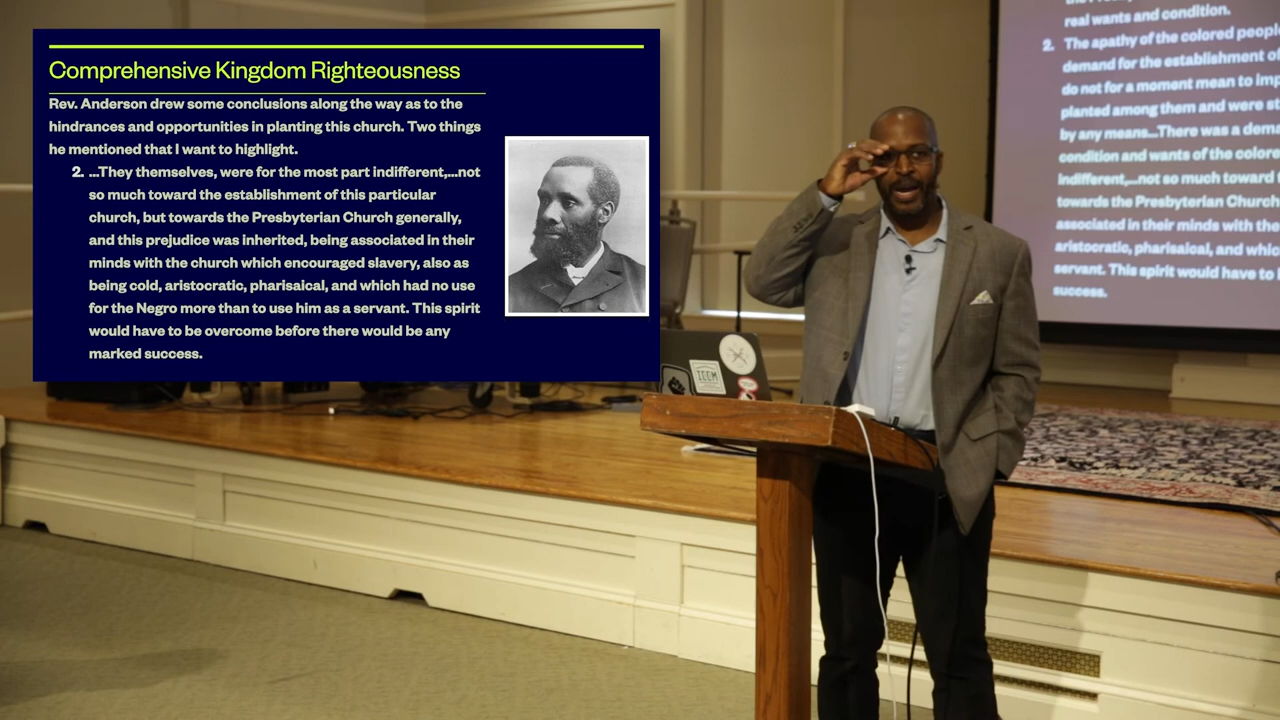 Comprehensive Kingdom Righteousness
Rev. Anderson drew some conclusions along the way as to the
hindrances and opportunities in planting this church. Two things
he mentioned that I want to highlight.
2. ...They themselves, were for the most part indifferent,...not
so much toward the establishment of this particular
church, but towards the Presbyterian Church generally,
and this prejudice was inherited, being associated in their
minds with the church which encouraged slavery, also as
being cold, aristocratic, pharisaical, and which had no use
for the Negro more than to use him as a servant. This spirit
would have to be overcome before there would be any
marked success.
real wants and condition.
2. The apathy of the colored people
demand for the establishment of
do not for a moment mean to imp
planted among them and were st
by any means...There was a dema
condition and wants of the colore
indifferent,...not so much toward t
towards the Presbyterian Church
associated in their minds with the
aristocratic, pharisaical, and whic
servant. This spirit would have to
success.